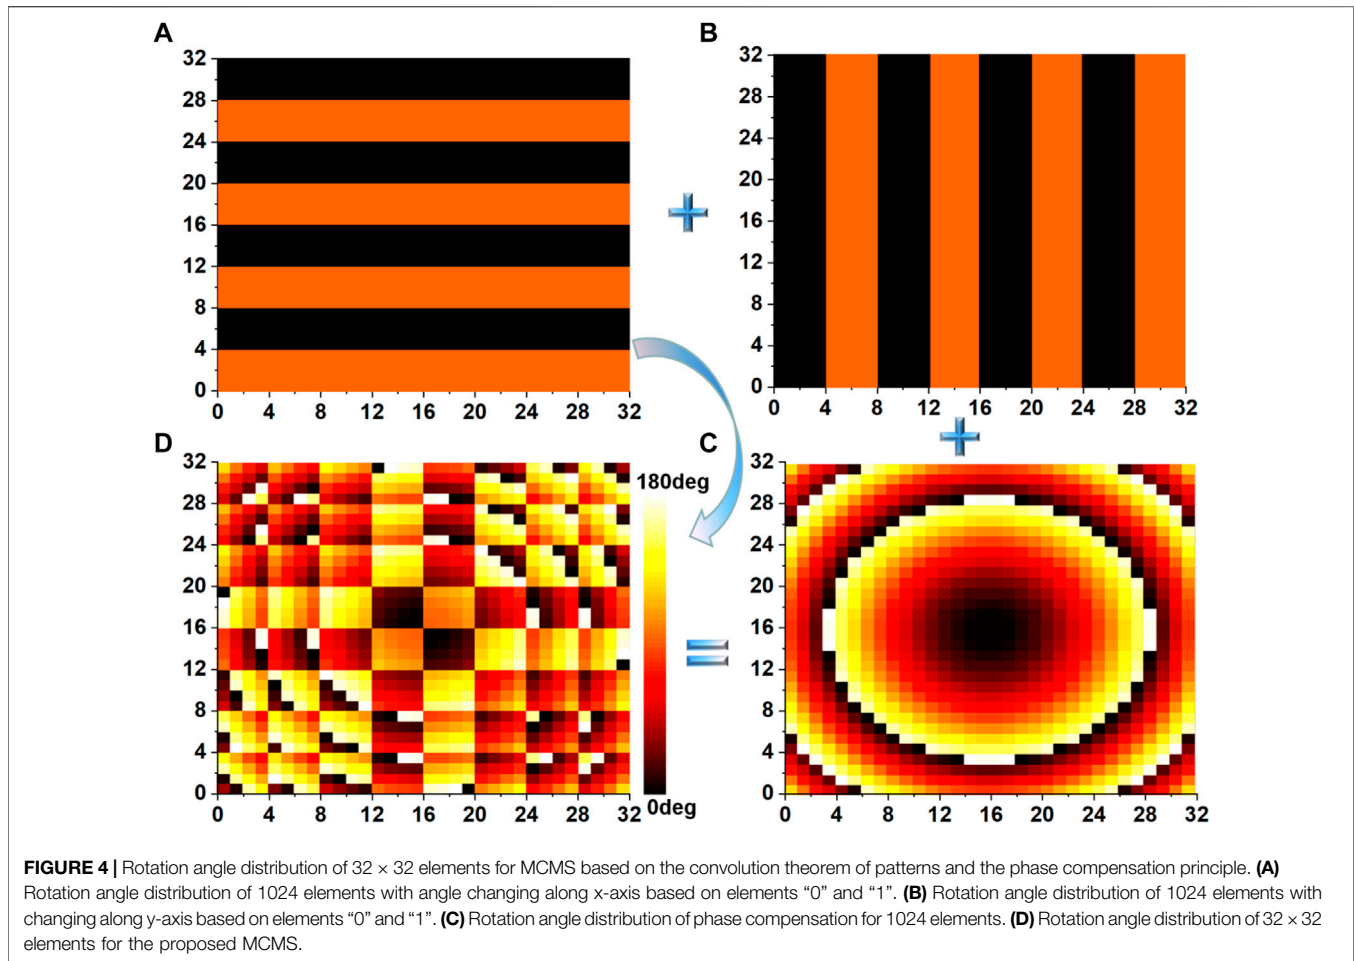 A
32
28
24
20
16
12
8
4
0
0 4 8 12 16 20 24 28 32
B
32
28
24
20
16
12
8
4
0
0 4 8 12 16 20 24 28 32
D
32
28
24
20
16
12
8
4
0
0 4 8 12 16 20 24 28 32
180deg
0deg
C
32
28
24
20
16
12
8
4
0
0 4 8 12 16 20 24 28 32
FIGURE 4 | Rotation angle distribution of 32 × 32 elements for MCMS based on the convolution theorem of patterns and the phase compensation principle. (A)
Rotation angle distribution of 1024 elements with angle changing along x-axis based on elements “0” and “1”. (B) Rotation angle distribution of 1024 elements with
changing along y-axis based on elements “0” and “1”. (C) Rotation angle distribution of phase compensation for 1024 elements. (D) Rotation angle distribution of 32 × 32
elements for the proposed MCMS.